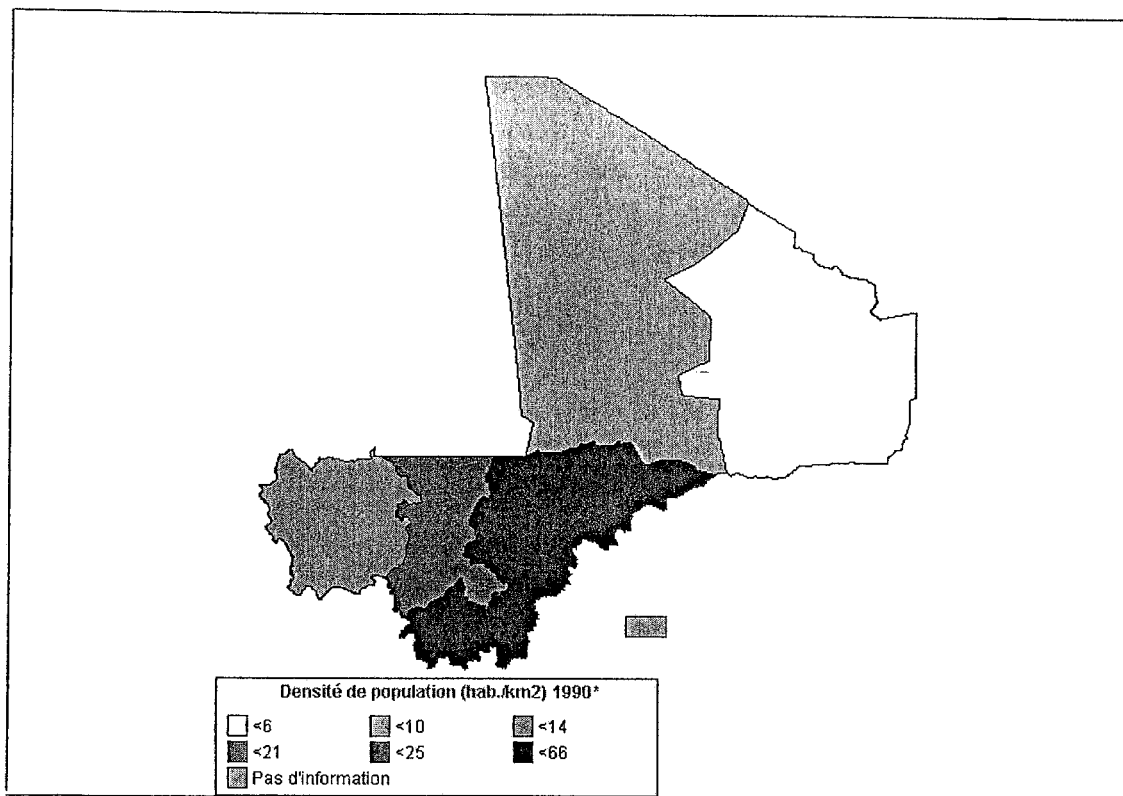 Densité de population (hab./km2) 1990*
<6 <10 <14
<21 <25 <66
Pas d'information